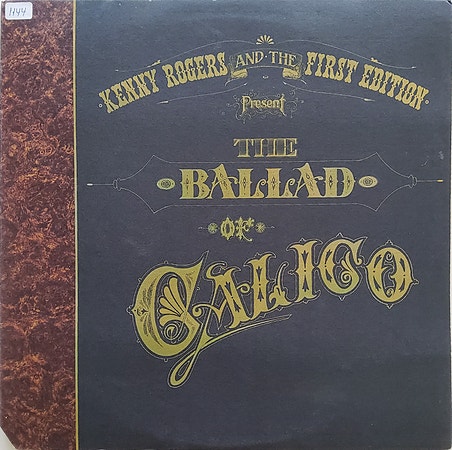 1144
KENNY ROGERS AND·THE FIRST EDITION
Present
THE
BALLAD
OF
CALICO